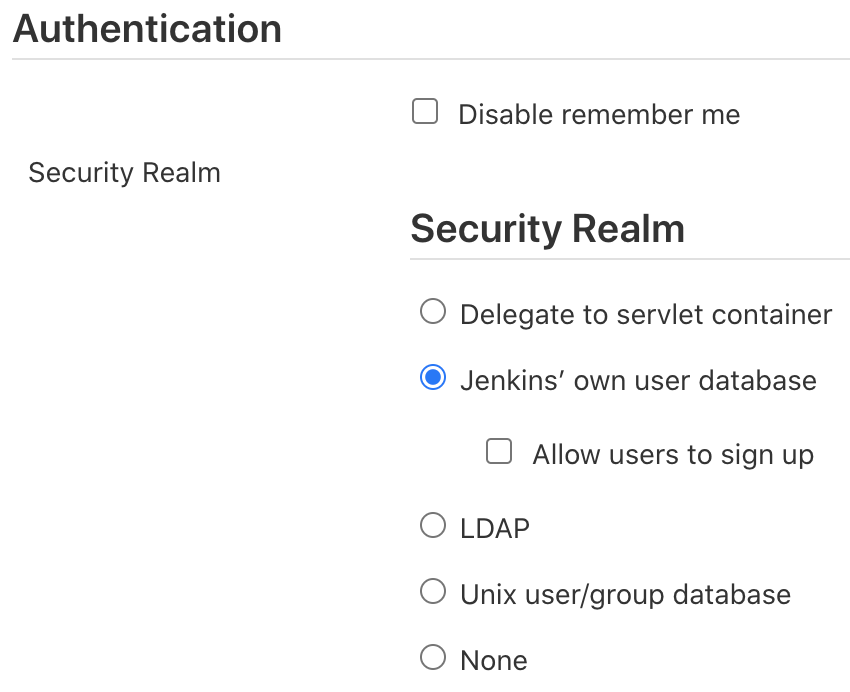 Authentication
Disable remember me
Security Realm
Security Realm
Delegate to servlet container
Jenkins’ own user database
Allow users to sign up
LDAP
Unix user/group database
None